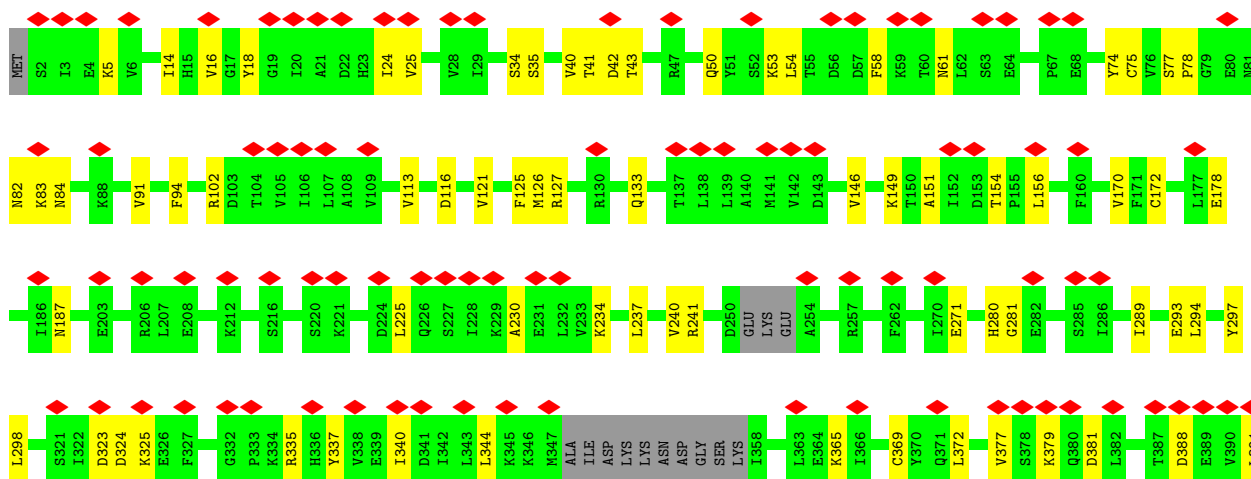 MET S2 I3 E4 K5 V6 I14 H15 V16 G17 Y18 G19 I20 A21 D22 H23 I24 V25 V28 I29 S34 S35 V40 T41 D42 T43 R47 Q50 Y51 S52 K53 L54 T55 D56 D57 F58 K59 T60 N61 L62 S63 E64 P67 E68 Y74 C75 V76 S77 P78 G79 E80 N81
N82 K83 N84 K88 V91 F94 R102 D103 T104 V105 I106 L107 A108 V109 V113 D116 V121 F125 M126 R127 R130 Q133 T137 L138 L139 A140 M141 V142 D143 V146 K149 T150 A151 I152 D153 T154 P155 L156 F160 V170 F171 C172 L177 E178
I186 N187 E203 R206 L207 E208 K212 S216 S220 K221 D224 L225 Q226 S227 I228 K229 A230 E231 L232 V233 K234 L237 V240 R241 D250 GLU LYS GLU A254 R257 F262 I270 E271 H280 G281 E282 S285 I286 I289 E293 L294 Y297
L298 S321 I322 D323 D324 K325 E326 F327 G332 P333 K334 R335 H336 Y337 V338 E339 I340 D341 I342 L343 L344 K345 K346 M347 ALA ILE ASP LYS LYS ASN ASP GLY SER LYS I358 L363 E364 K365 I366 C369 Y370 Q371 L372 V377 S378 K379 Q380 D381 L382 T387 D388 E389 V390